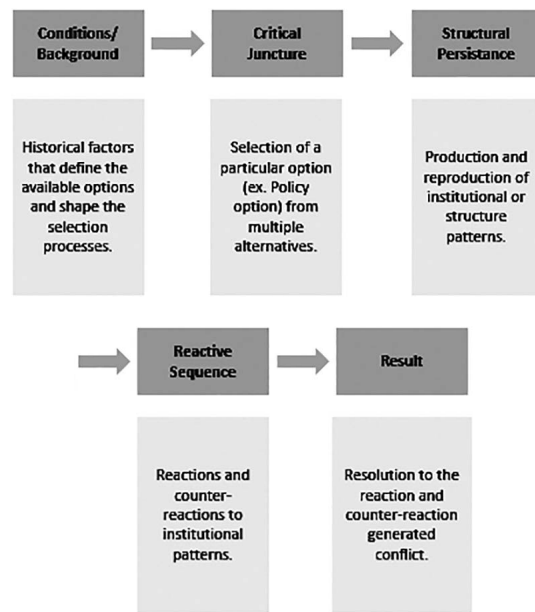 Conditions/
Background
Critical
Juncture
Structural
Persistance
Historical factors
that define the
available options
and shape the
selection
processes.
Selection of a
particular option
(ex. Policy
option) from
multiple
alternatives.
Production and
reproduction of
institutional or
structure
patterns.
Reactive
Sequence
Result
Reactions and
counter-
reactions to
institutional
patterns.
Resolution to the
reaction and
counter-reaction
generated
conflict.